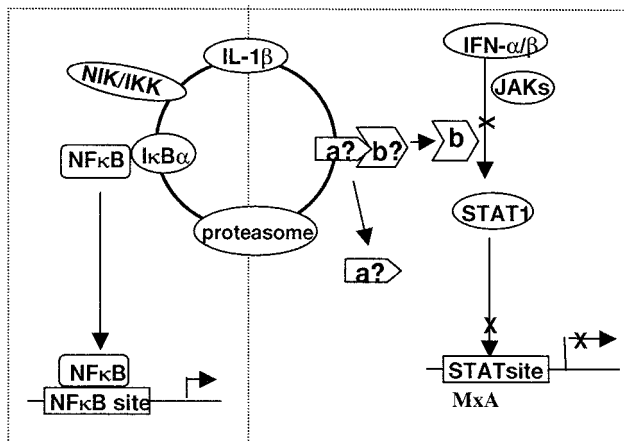 IL-1β
NIK/IKK
NFκB
IκBα
proteasome
NFκB
NFκB site
a?
b?
a?
b
IFN-α/β
JAKs
X
STAT1
X
X
STATsite
MxA